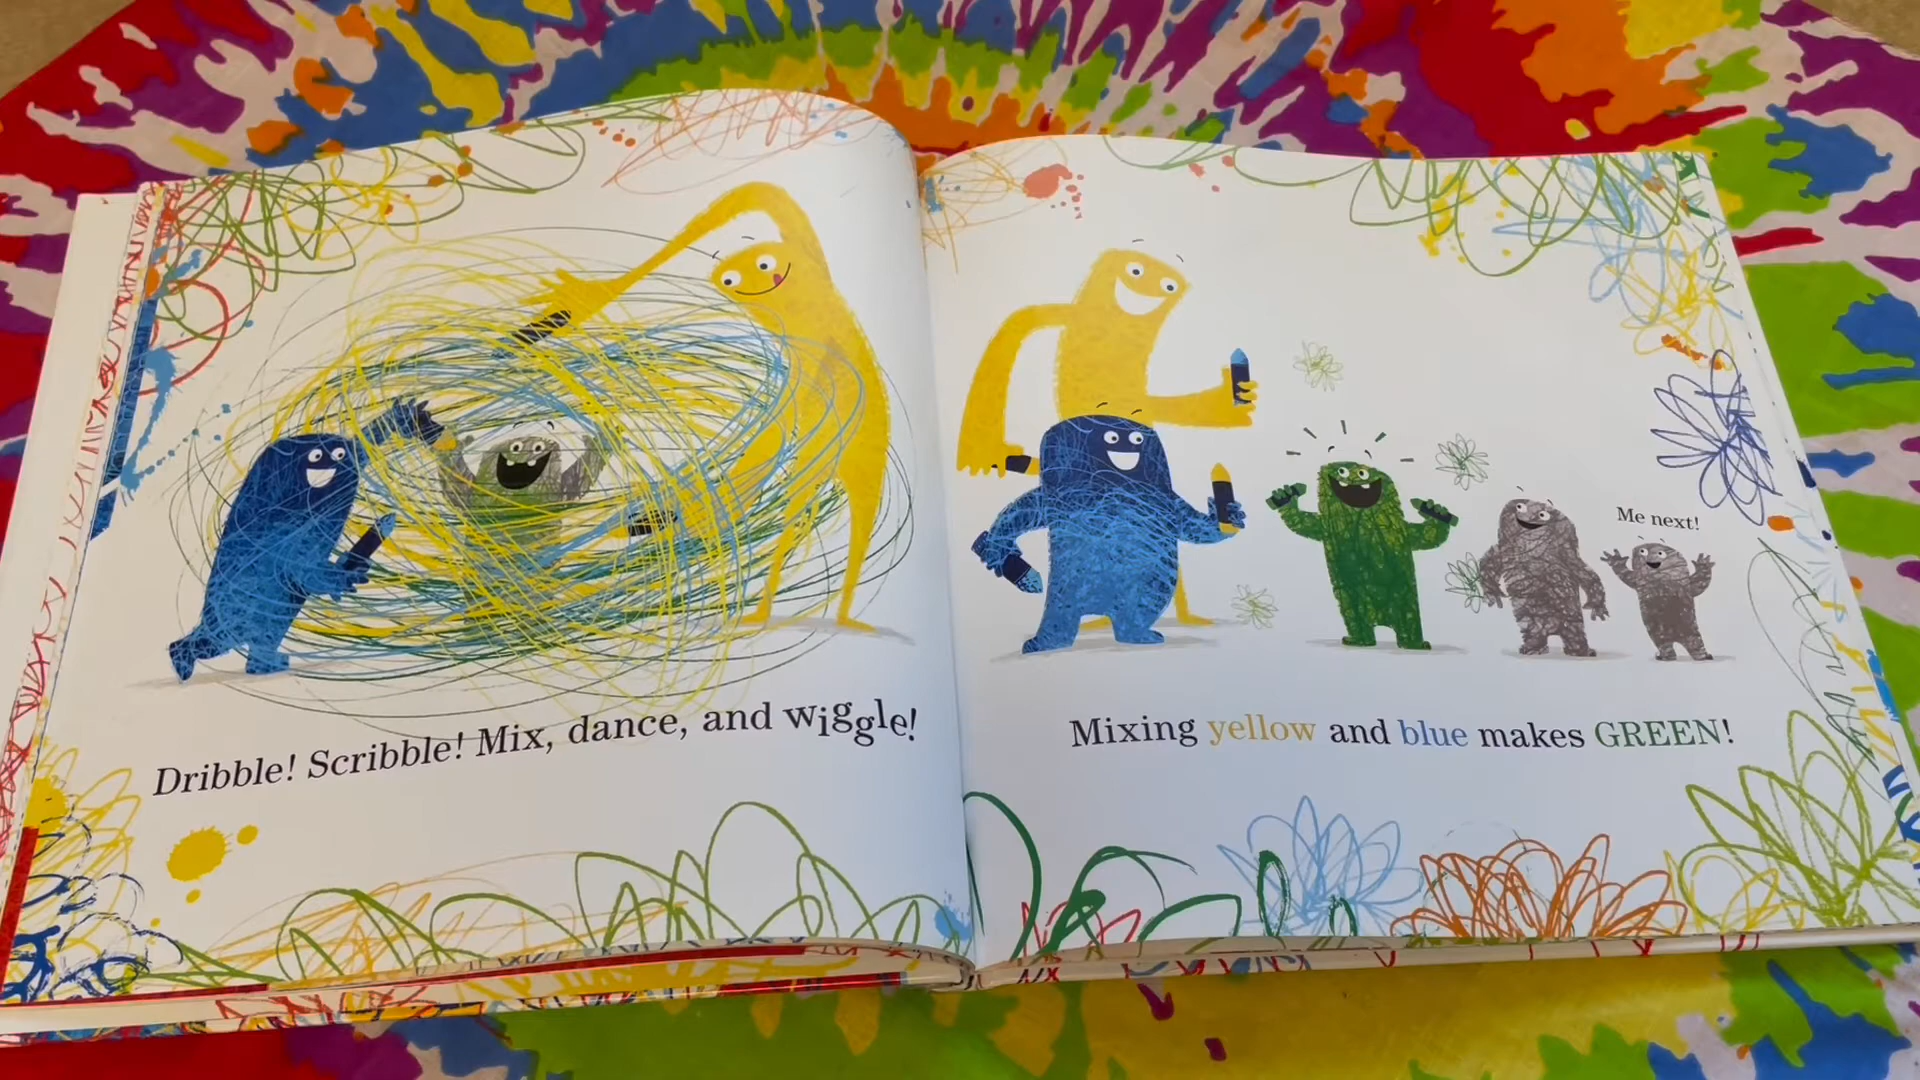 Dribble! Scribble! Mix, dance, and wiggle!
Me next!
Mixing yellow and blue makes GREEN!